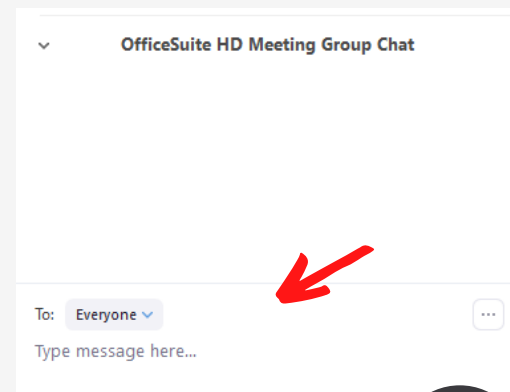 OfficeSuite HD Meeting Group Chat
To: Everyone
Type message here...